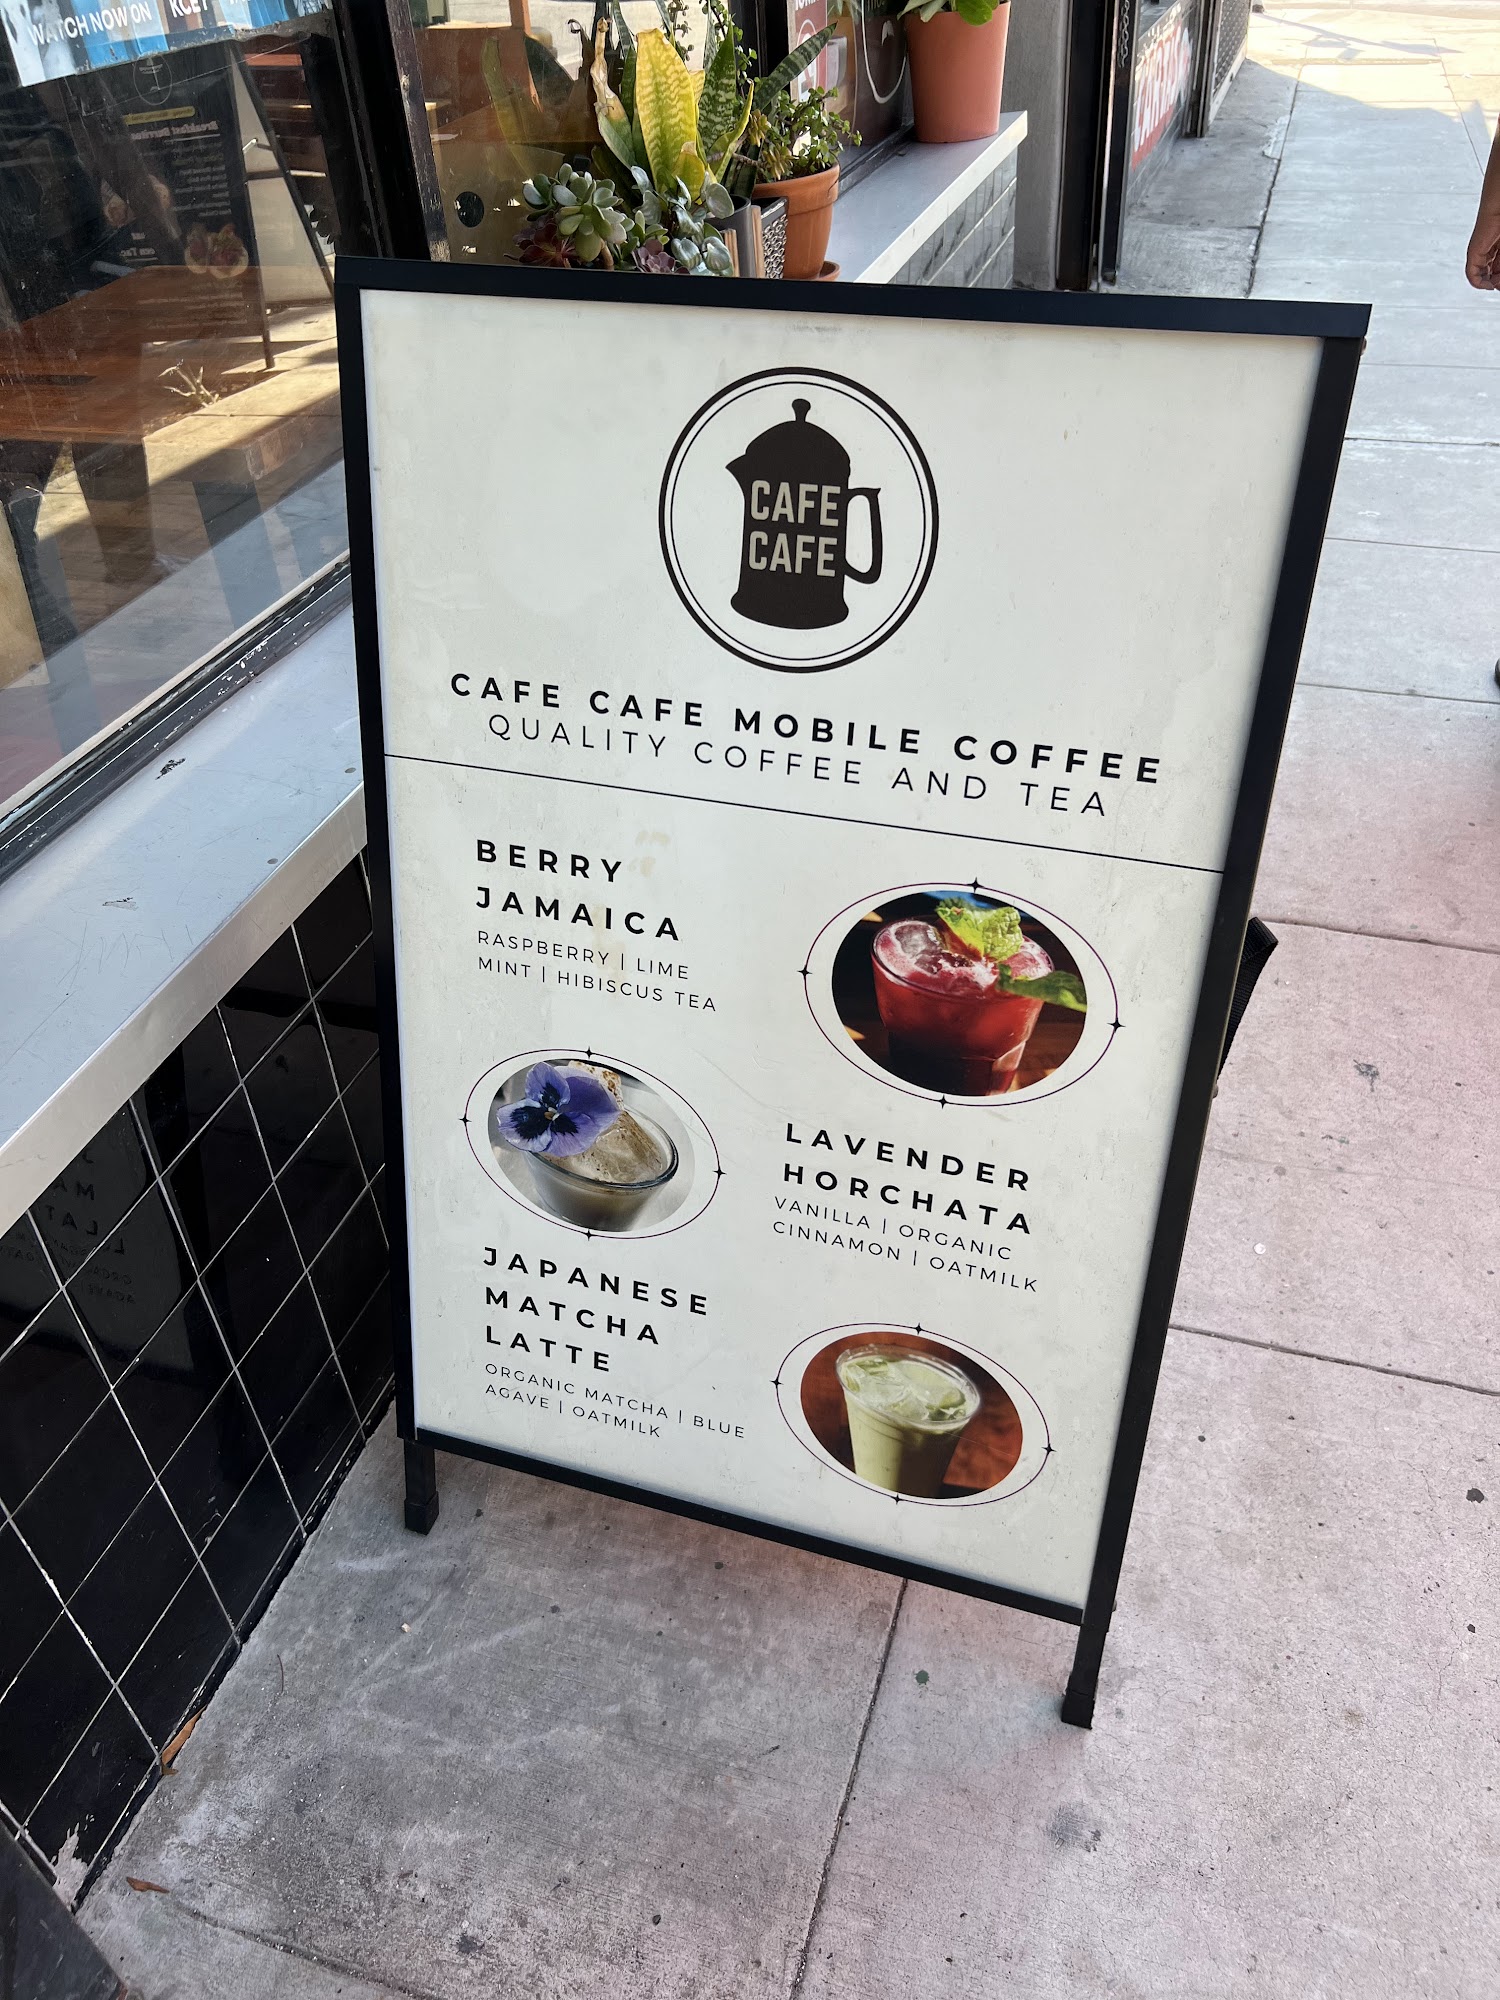 WATCH NOW ON KCET
CAFE
CAFE
CAFE CAFE MOBILE COFFEE
QUALITY COFFEE AND TEA
BERRY
JAMAICA
RASPBERRY | LIME
MINT | HIBISCUS TEA
LAVENDER
HORCHATA
VANILLA | ORGANIC
CINNAMON | OATMILK
JAPANESE
MATCHA
LATTE
ORGANIC MATCHA | BLUE
AGAVE | OATMILK